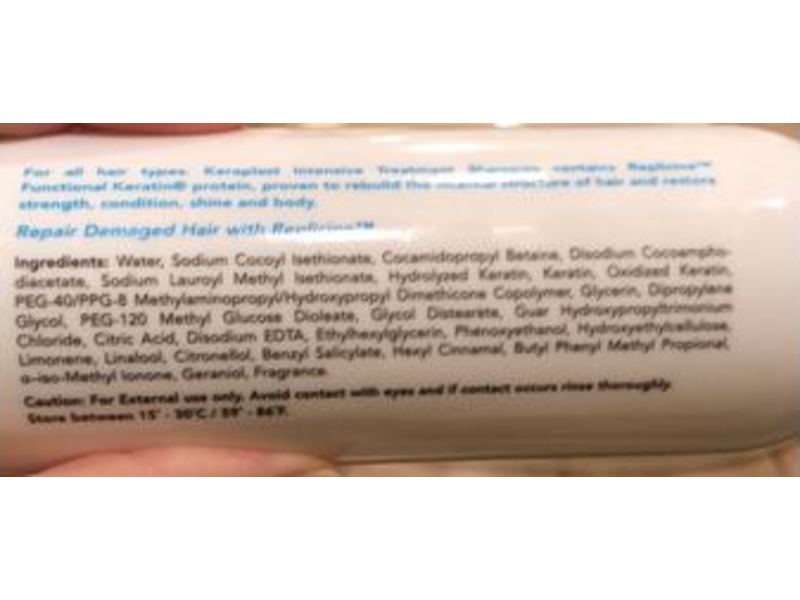 For all hair types. Keraplast Intensive Treatment Shampoo contains Replicine™
Functional Keratin® protein, proven to rebuild the internal structure of hair and restore
strength, condition, shine and body.
Repair Damaged Hair with Replicine™
Ingredients: Water, Sodium Cocoyl Isethionate, Cocamidopropyl Betaine, Disodium Cocoampho-
diacetate, Sodium Lauroyl Methyl Isethionate, Hydrolyzed Keratin, Keratin, Oxidized Keratin,
PEG-40/PPG-8 Methylaminopropyl/Hydroxypropyl Dimethicone Copolymer, Glycerin, Dipropylene
Glycol, PEG-120 Methyl Glucose Dioleate, Glycol Distearate, Guar Hydroxypropyltrimonium
Chloride, Citric Acid, Disodium EDTA, Ethylhexylglycerin, Phenoxyethanol, Hydroxyethylcellulose,
Limonene, Linalool, Citronellol, Benzyl Salicylate, Hexyl Cinnamal, Butyl Phenyl Methyl Propional,
a-iso-Methyl Ionone, Geraniol, Fragrance.
Caution: For External use only. Avoid contact with eyes and if contact occurs rinse thoroughly.
Store between 15° - 30°C / 59° - 86°F.